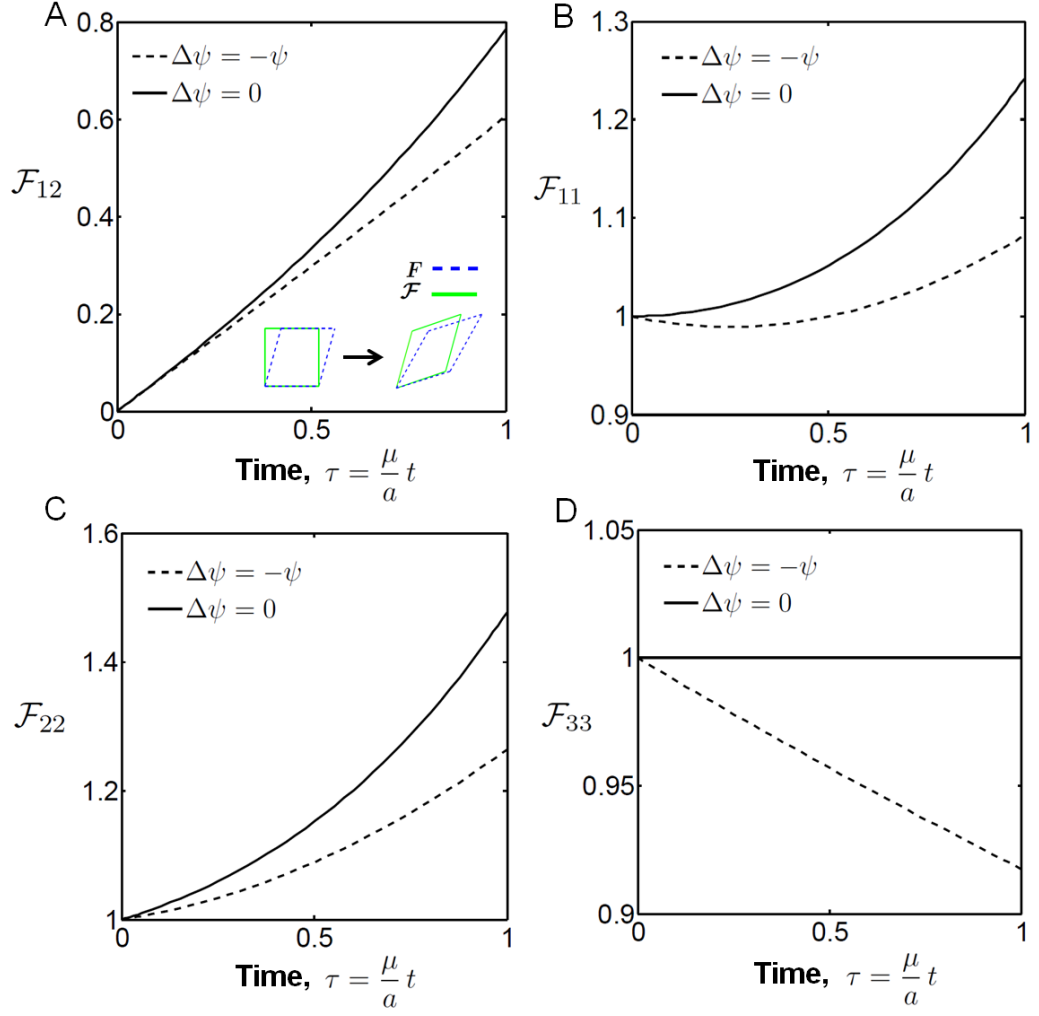 A
0.8
0.6
0.4
0.2
0
ℱ₁₂
Δψ = −ψ
Δψ = 0
F
ℱ
0 0.5 1
Time, τ = μ/a t
B
1.3
1.2
1.1
1
0.9
ℱ₁₁
Δψ = −ψ
Δψ = 0
0 0.5 1
Time, τ = μ/a t
C
1.6
1.4
1.2
1
ℱ₂₂
Δψ = −ψ
Δψ = 0
0 0.5 1
Time, τ = μ/a t
D
1.05
1
0.95
0.9
ℱ₃₃
Δψ = −ψ
Δψ = 0
0 0.5 1
Time, τ = μ/a t